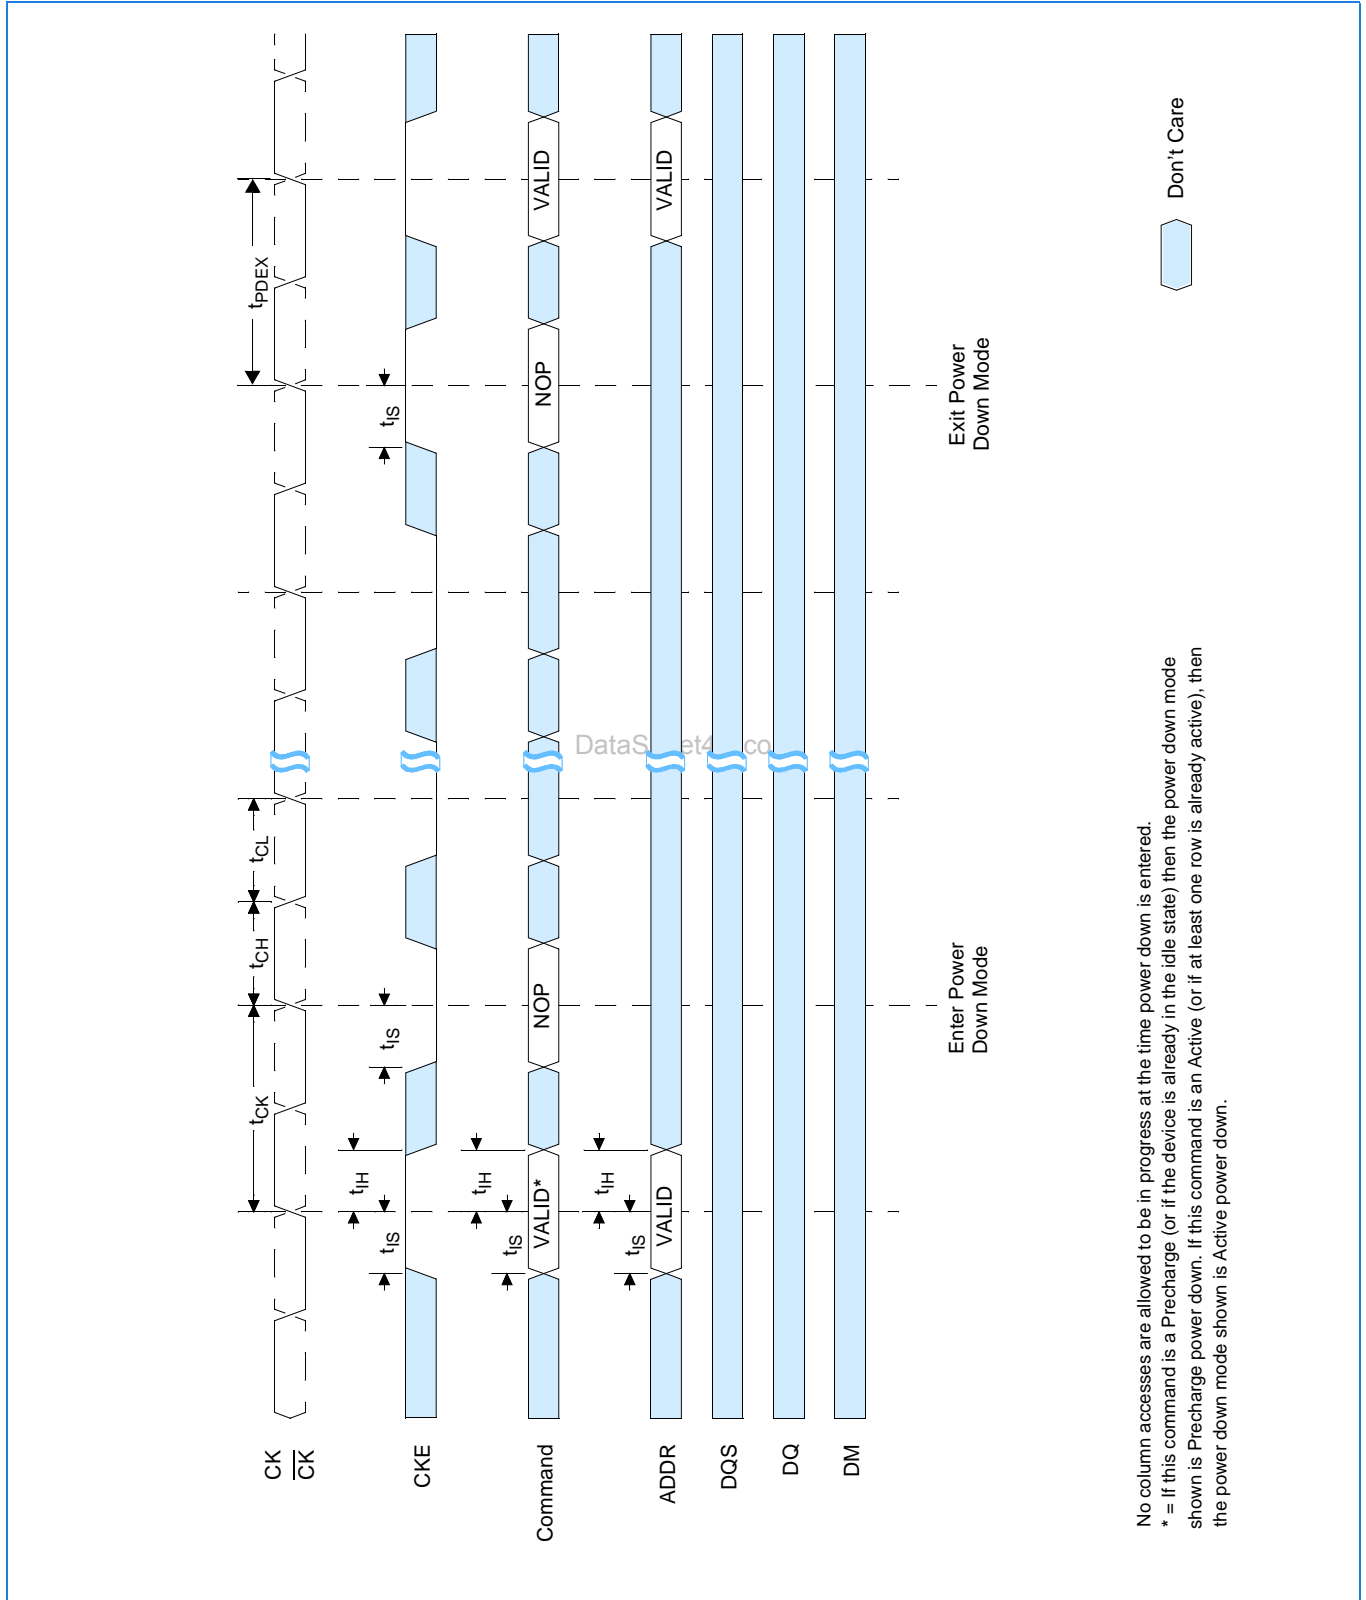 CK
CK
CKE
Command
ADDR
DQS
DQ
DM
tCK
tCH
tCL
tPDEX
tIS
tIH
tIS
tIS
tIS
tIH
tIS
tIH
VALID*
NOP
NOP
VALID
VALID
VALID
DataS et4 .co
Enter Power
Down Mode
Exit Power
Down Mode
Don't Care
No column accesses are allowed to be in progress at the time power down is entered.
* = If this command is a Precharge (or if the device is already in the idle state) then the power down mode
shown is Precharge power down. If this command is an Active (or if at least one row is already active), then
the power down mode shown is Active power down.